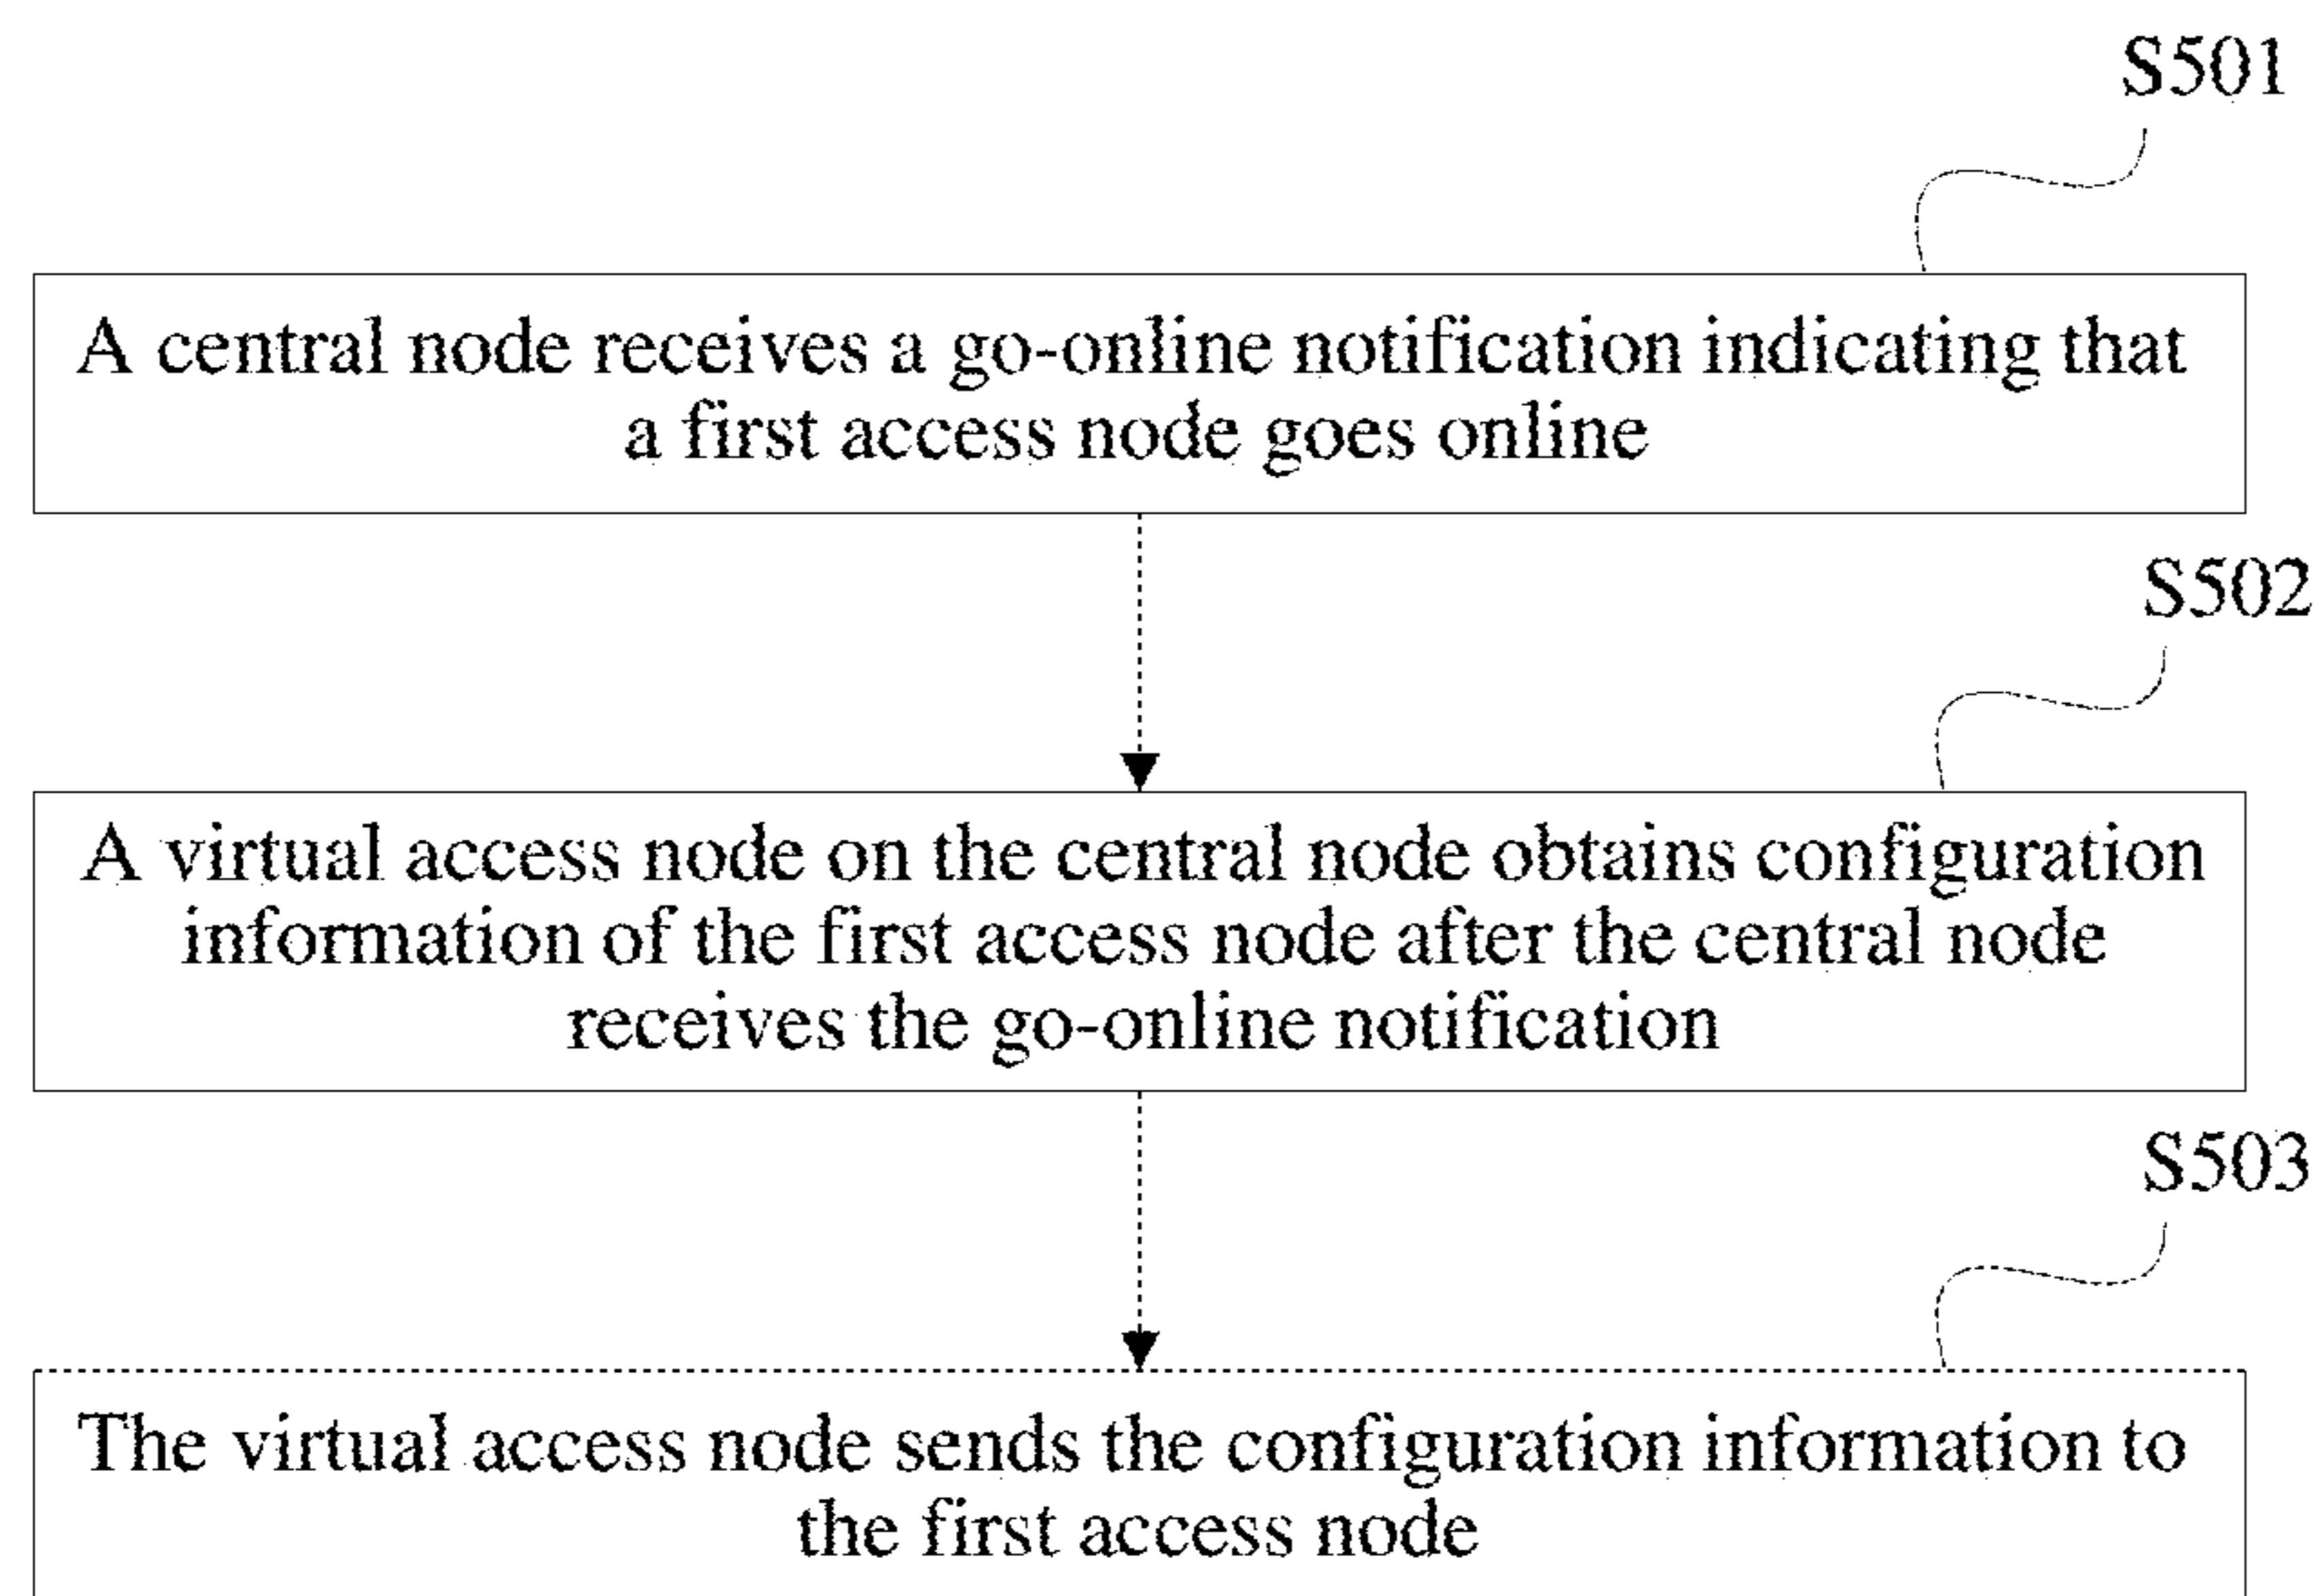 S501
A central node receives a go-online notification indicating that
a first access node goes online
S502
A virtual access node on the central node obtains configuration
information of the first access node after the central node
receives the go-online notification
S503
The virtual access node sends the configuration information to
the first access node